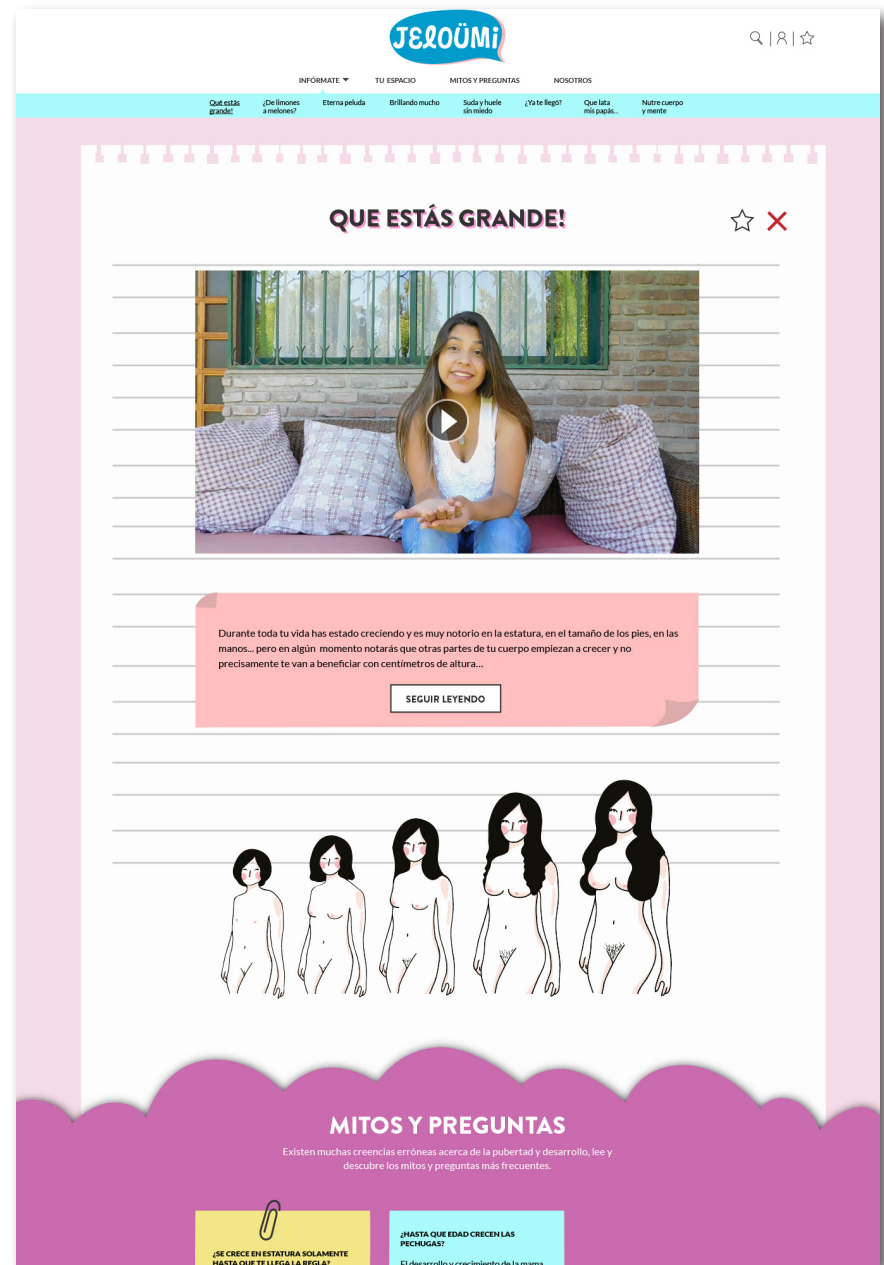 JELOÜMi
INFÓRMATE TU ESPACIO MITOS Y PREGUNTAS NOSOTROS
Qué estás grande!
¿De limones a melones?
Eterna peluda
Brillando mucho
Suda y huele sin miedo
¿Ya te llegó?
Que lata mis papás...
Nutre cuerpo y mente
QUE ESTÁS GRANDE!
Durante toda tu vida has estado creciendo y es muy notorio en la estatura, en el tamaño de los pies, en las
manos... pero en algún momento notarás que otras partes de tu cuerpo empiezan a crecer y no
precisamente te van a beneficiar con centímetros de altura...
SEGUIR LEYENDO
MITOS Y PREGUNTAS
Existen muchas creencias erróneas acerca de la pubertad y desarrollo, lee y
descubre los mitos y preguntas más frecuentes.
¿SE CRECE EN ESTATURA SOLAMENTE
HASTA QUE TE LLEGA LA REGLA?
¿HASTA QUE EDAD CRECEN LAS
PECHUGAS?
El desarrollo y crecimiento de la mama